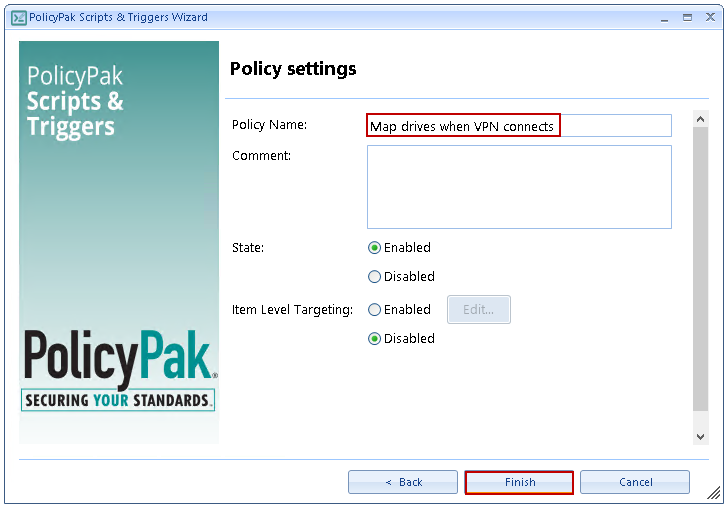 PolicyPak Scripts & Triggers Wizard
PolicyPak
Scripts &
Triggers
Policy settings
Policy Name:
Map drives when VPN connects
Comment:
State:
Enabled
Disabled
Item Level Targeting:
Enabled
Edit...
Disabled
PolicyPak®
SECURING YOUR STANDARDS.
< Back
Finish
Cancel